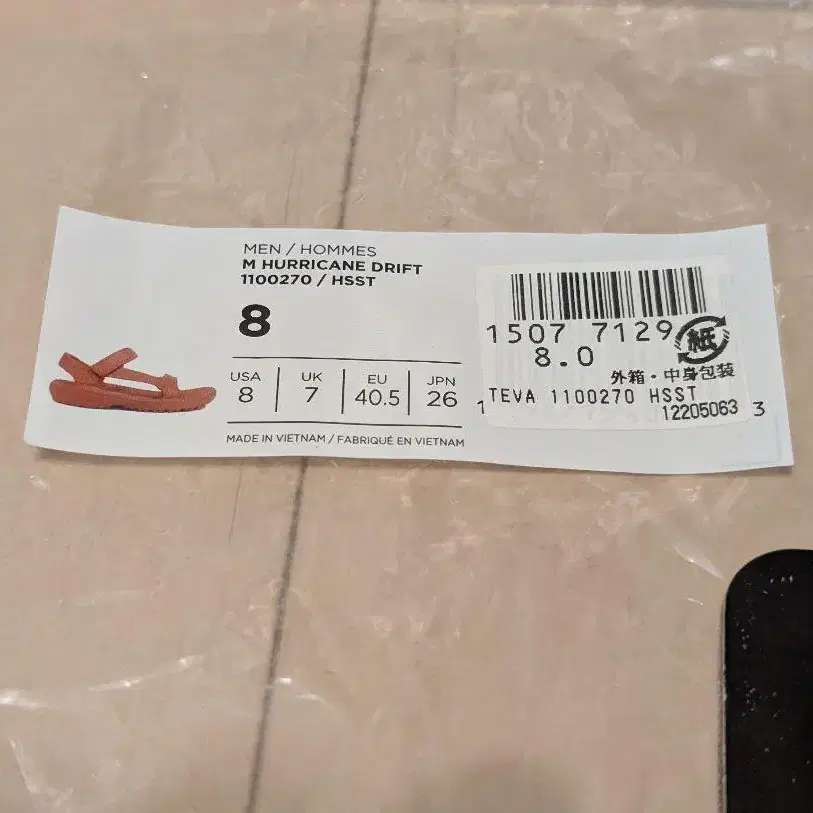 MEN / HOMMES
M HURRICANE DRIFT
1100270 / HSST
8
USA UK EU JPN
8 7 40.5 26
MADE IN VIETNAM / FABRIQUÉ EN VIETNAM
1507 7129
紙
8.0
外箱・中身包装
TEVA 1100270 HSST
12205063